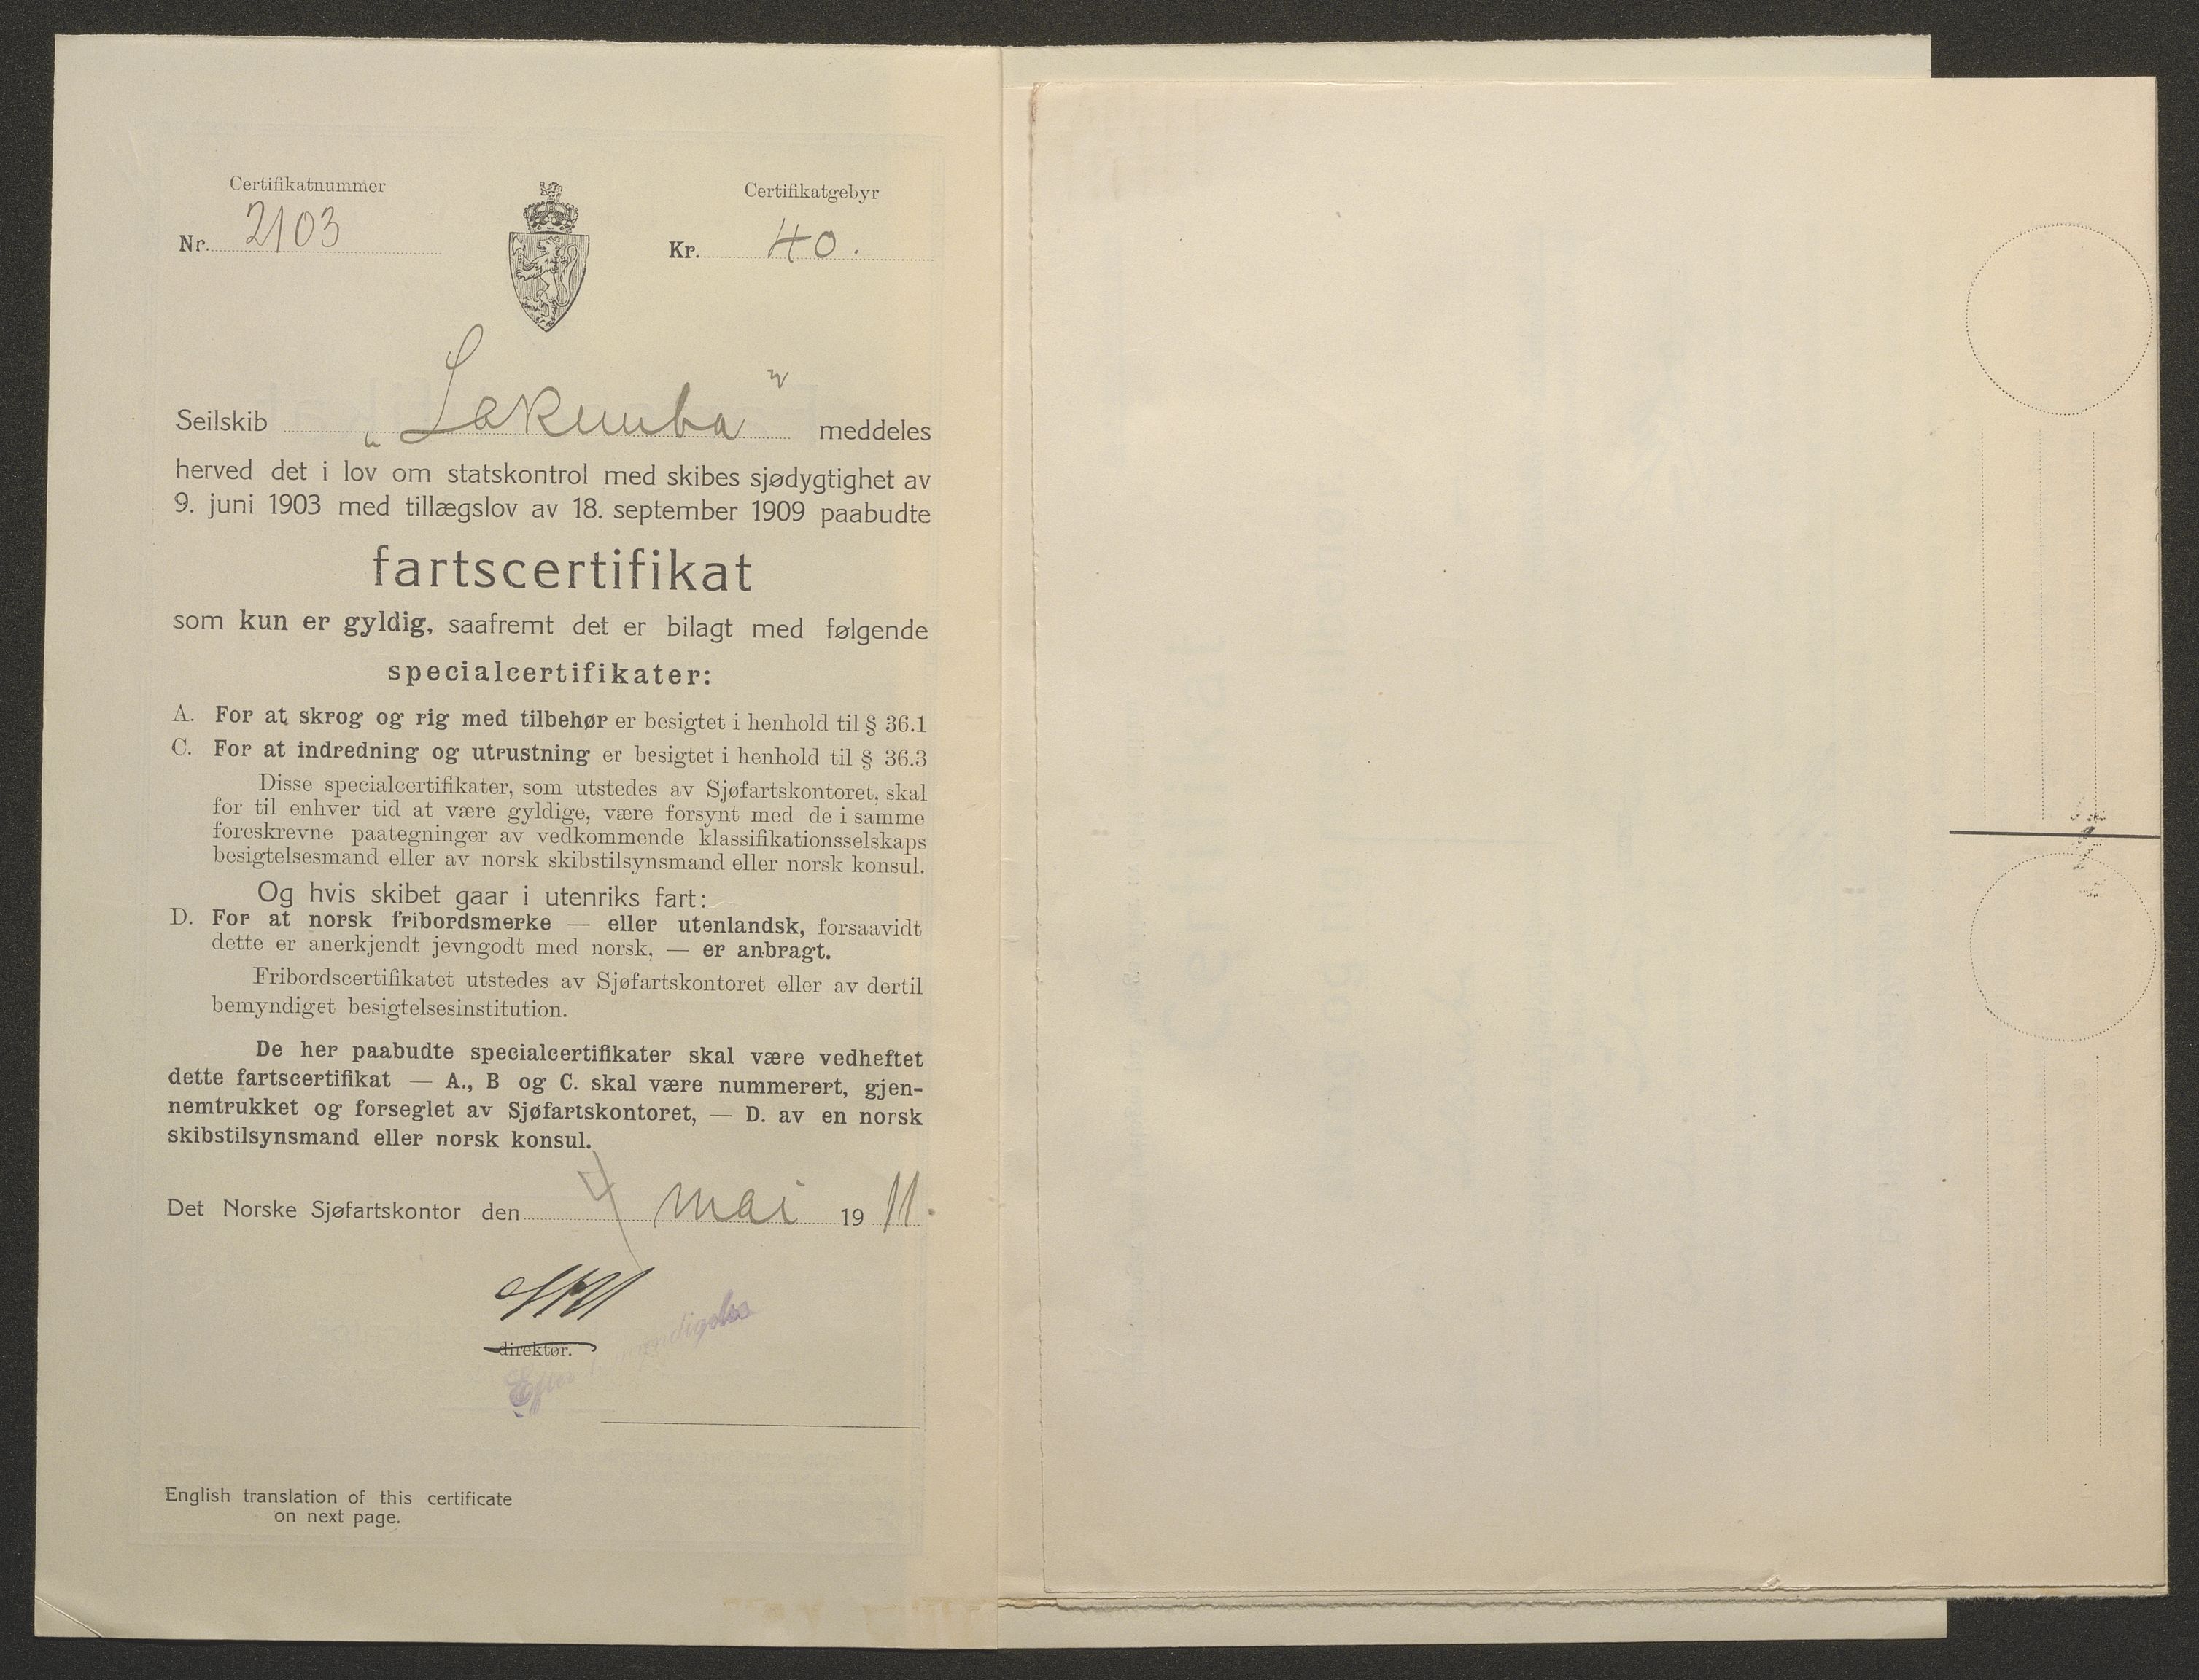 Certifikatnummer
Nr. 2103
Certifikatgebyr
Kr. 40.
Seilskib „Lakemba" meddeles
herved det i lov om statskontrol med skibes sjødygtighet av
9. juni 1903 med tillægslov av 18. september 1909 paabudte
fartscertifikat
som kun er gyldig, saafremt det er bilagt med følgende
specialcertifikater:
A. For at skrog og rig med tilbehør er besigtet i henhold til § 36.1
C. For at indredning og utrustning er besigtet i henhold til § 36.3
Disse specialcertifikater, som utstedes av Sjøfartskontoret, skal
for til enhver tid at være gyldige, være forsynt med de i samme
foreskrevne paategninger av vedkommende klassifikationsselskaps
besigtelsesmand eller av norsk skibstilsynsmand eller norsk konsul.
Og hvis skibet gaar i utenriks fart:
D. For at norsk fribordsmerke — eller utenlandsk, forsaavidt
dette er anerkjendt jevngodt med norsk, — er anbragt.
Fribordscertifikatet utstedes av Sjøfartskontoret eller av dertil
bemyndiget besigtelsesinstitution.
De her paabudte specialcertifikater skal være vedheftet
dette fartscertifikat — A., B og C. skal være nummerert, gjen-
nemtrukket og forseglet av Sjøfartskontoret, — D. av en norsk
skibstilsynsmand eller norsk konsul.
Det Norske Sjøfartskontor den 4 mai 1911.
direktør.
Efter bemyndigelse
English translation of this certificate
on next page.